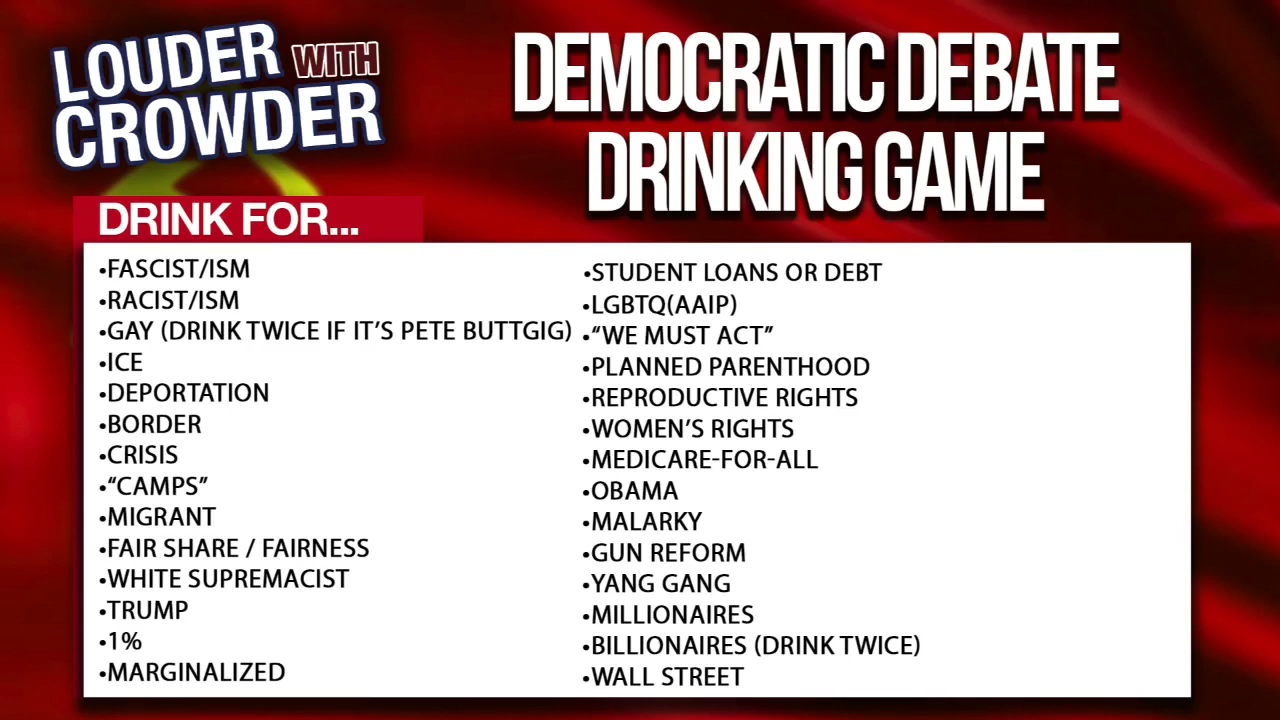 LOUDER WITH
CROWDER
DEMOCRATIC DEBATE
DRINKING GAME
DRINK FOR...
•FASCIST/ISM
•RACIST/ISM
•GAY (DRINK TWICE IF IT'S PETE BUTTGIG)
•ICE
•DEPORTATION
•BORDER
•CRISIS
•“CAMPS”
•MIGRANT
•FAIR SHARE / FAIRNESS
•WHITE SUPREMACIST
•TRUMP
•1%
•MARGINALIZED
•STUDENT LOANS OR DEBT
•LGBTQ(AAIP)
•“WE MUST ACT”
•PLANNED PARENTHOOD
•REPRODUCTIVE RIGHTS
•WOMEN'S RIGHTS
•MEDICARE-FOR-ALL
•OBAMA
•MALARKY
•GUN REFORM
•YANG GANG
•MILLIONAIRES
•BILLIONAIRES (DRINK TWICE)
•WALL STREET